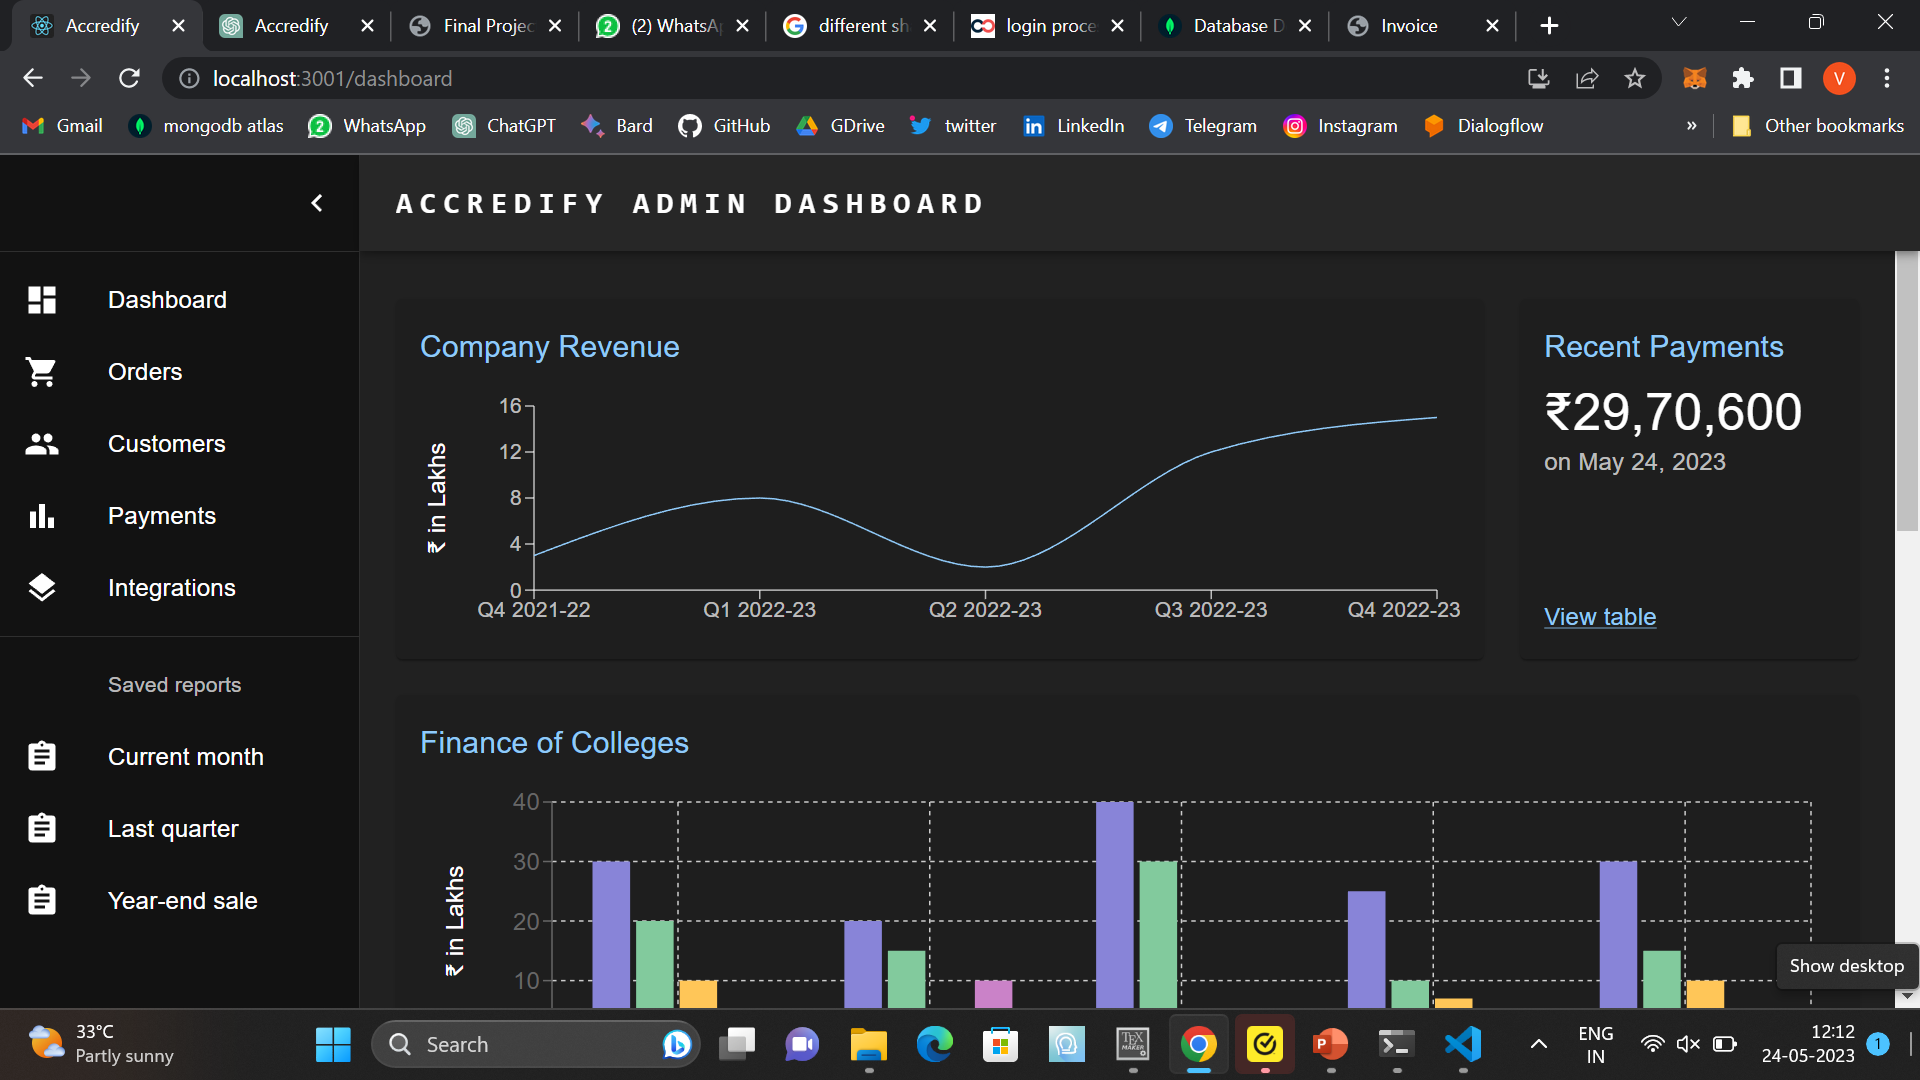 Accredify
Accredify
Final Projec
(2) WhatsAp
different sh
login proce
Database D
Invoice
localhost:3001/dashboard
V
Gmail
mongodb atlas
2
WhatsApp
ChatGPT
Bard
GitHub
GDrive
twitter
LinkedIn
Telegram
Instagram
Dialogflow
»
Other bookmarks
ACCREDIFY ADMIN DASHBOARD
Dashboard
Orders
Customers
Payments
Integrations
Saved reports
Current month
Last quarter
Year-end sale
Company Revenue
₹ in Lakhs
16
12
8
4
0
Q4 2021-22
Q1 2022-23
Q2 2022-23
Q3 2022-23
Q4 2022-23
Recent Payments
₹29,70,600
on May 24, 2023
View table
Finance of Colleges
₹ in Lakhs
40
30
20
10
Show desktop
33°C
Partly sunny
Search
ENG
IN
12:12
24-05-2023
1